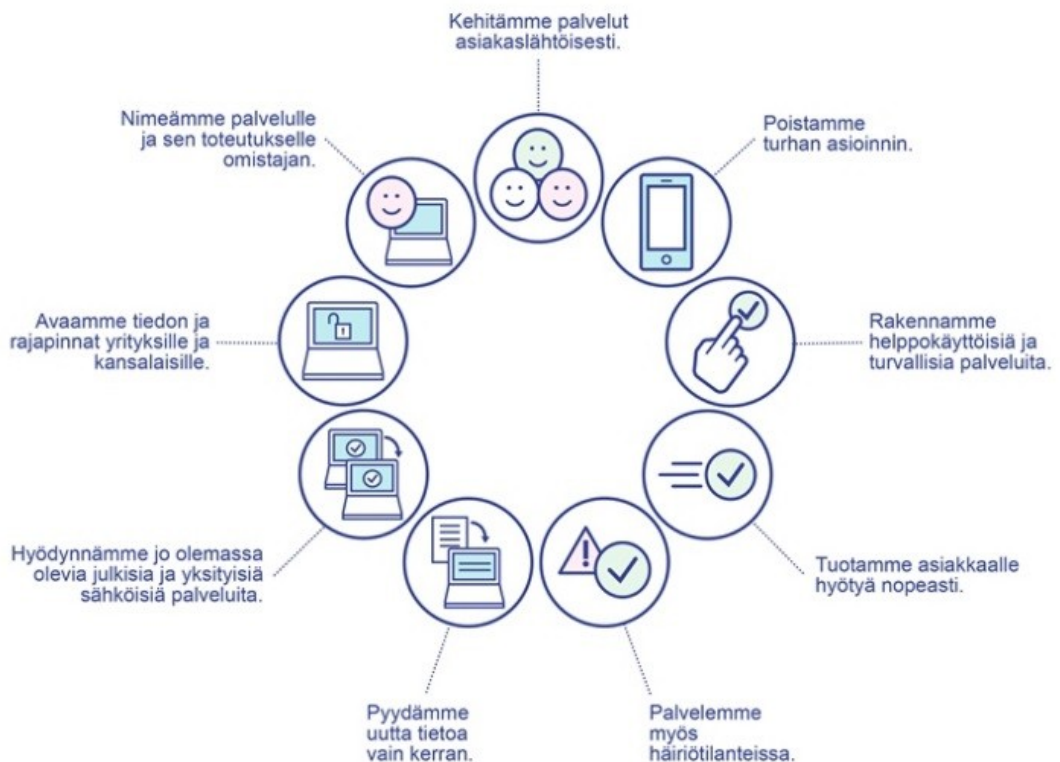 Kehitämme palvelut
asiakaslähtöisesti.
Poistamme
turhan asioinnin.
Rakennamme
helppokäyttöisiä ja
turvallisia palveluita.
Tuotamme asiakkaalle
hyötyä nopeasti.
Palvelemme
myös
häiriötilanteissa.
Pyydämme
uutta tietoa
vain kerran.
Hyödynnämme jo olemassa
olevia julkisia ja yksityisiä
sähköisiä palveluita.
Avaamme tiedon ja
rajapinnat yrityksille ja
kansalaisille.
Nimeämme palvelulle
ja sen toteutukselle
omistajan.